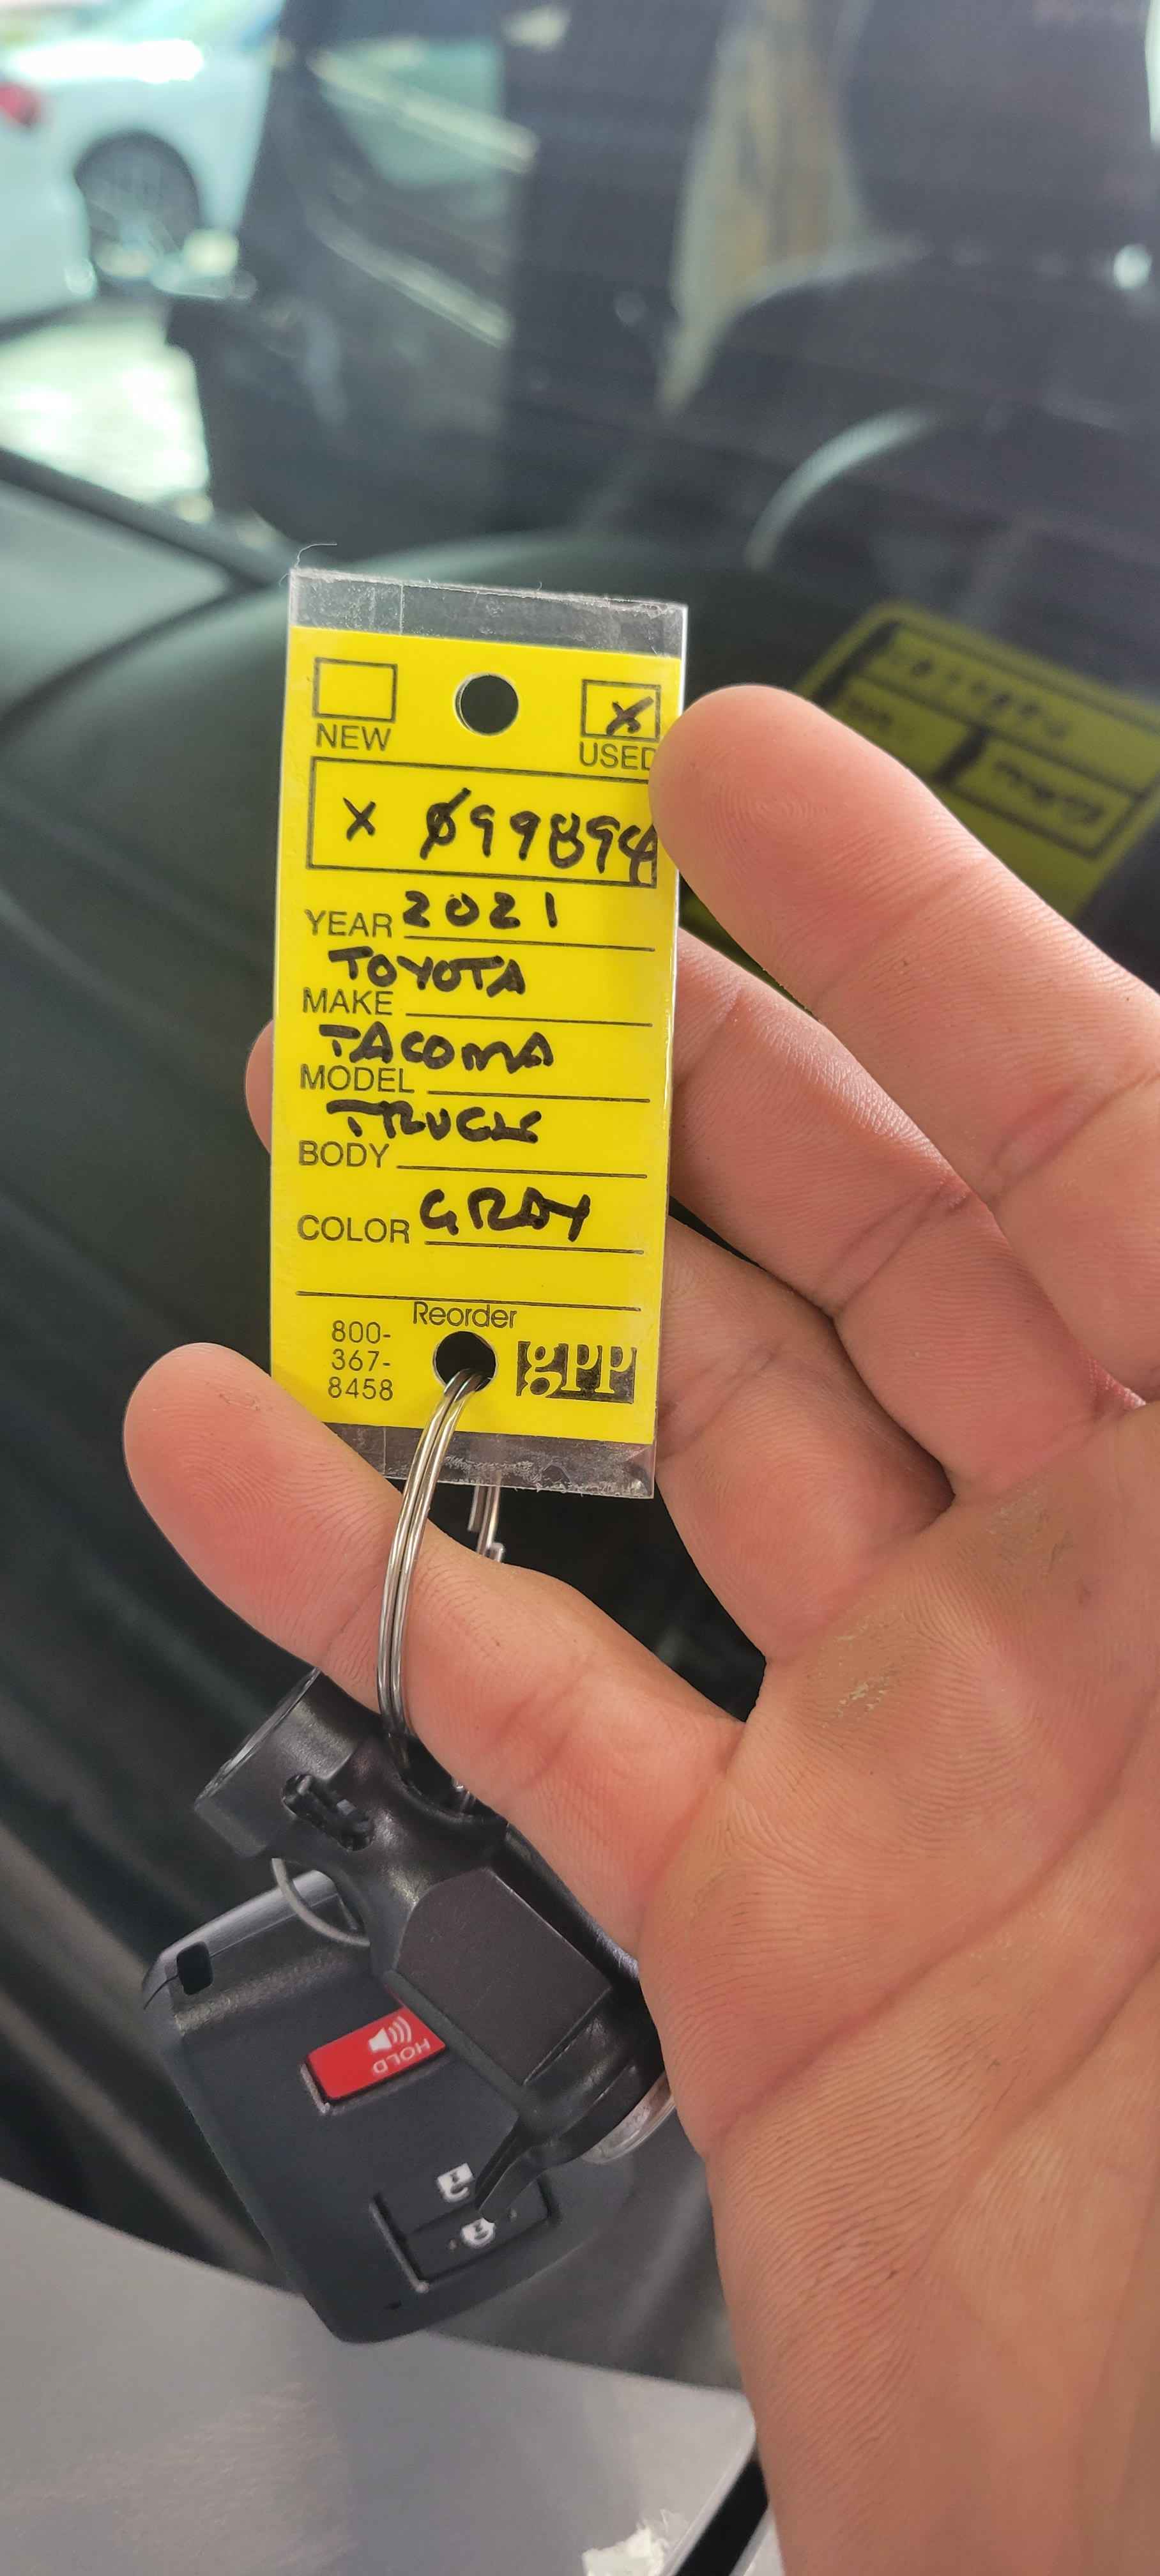 NEW USED
X
X Ø99894
YEAR 2021
MAKE TOYOTA
MODEL TACOMA
BODY TRUCK
COLOR GRAY
Reorder
800-
367-
8458
gpp
HOLD